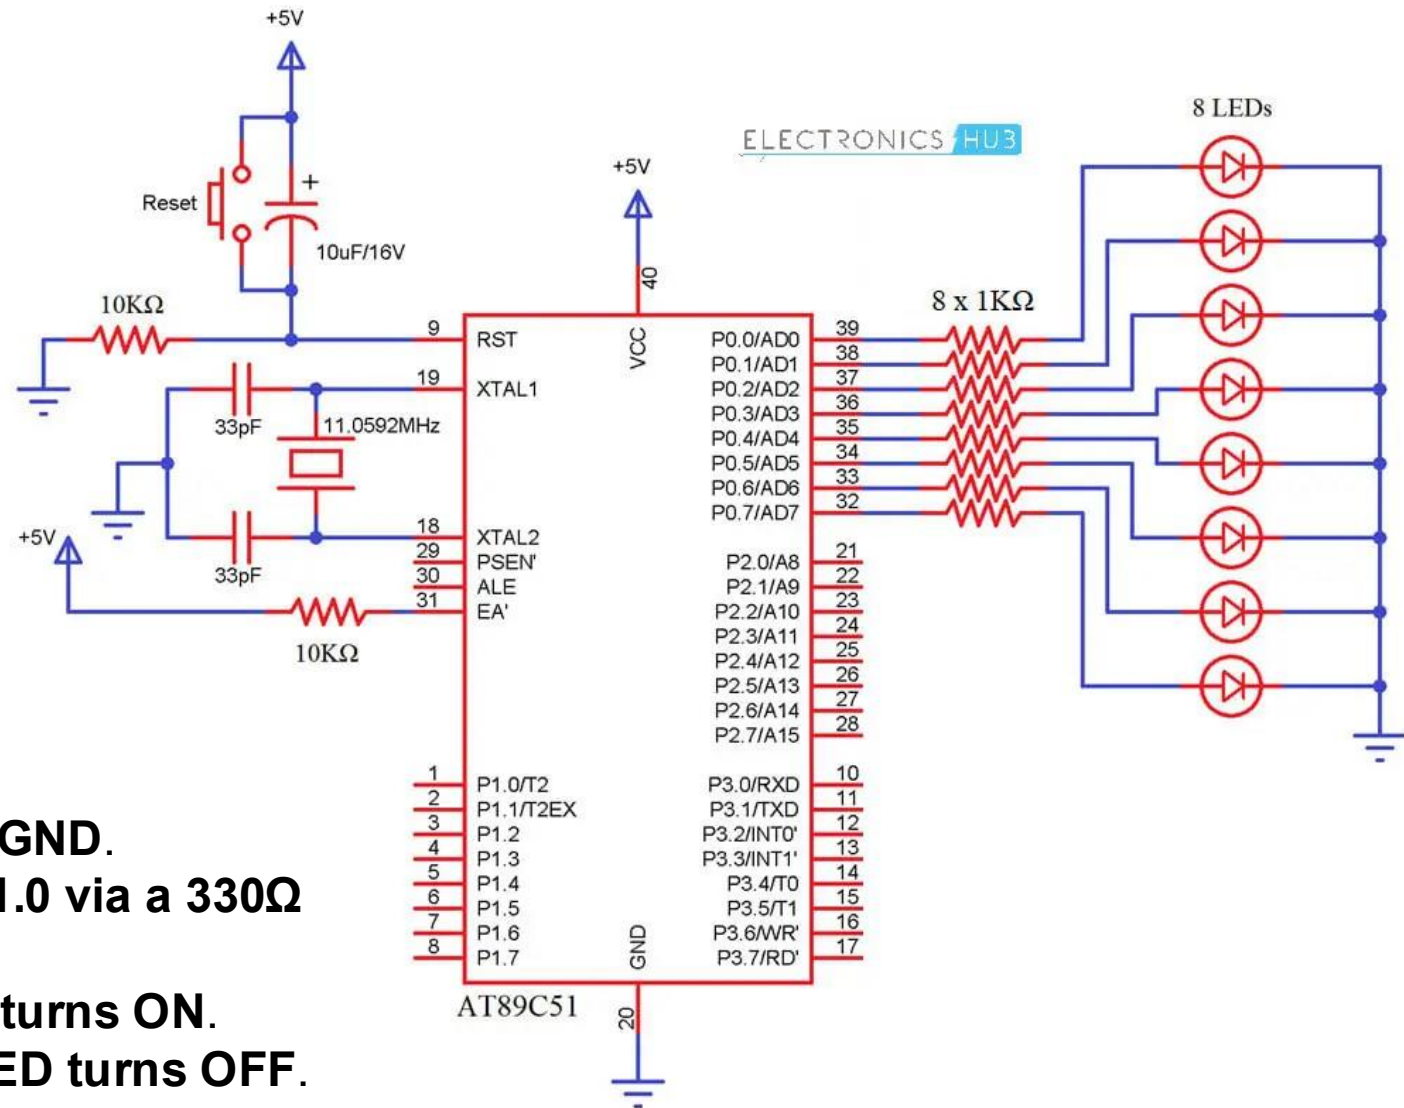 +5V
8 LEDs
ELECTRONICS HUB
+5V
Reset
+
10uF/16V
40
10KΩ
8 x 1KΩ
9 RST
VCC
P0.0/AD0 39
P0.1/AD1 38
19 XTAL1
P0.2/AD2 37
33pF
11.0592MHz
P0.3/AD3 36
P0.4/AD4 35
P0.5/AD5 34
P0.6/AD6 33
P0.7/AD7 32
+5V
18 XTAL2
29 PSEN'
P2.0/A8 21
33pF
30 ALE
P2.1/A9 22
31 EA'
P2.2/A10 23
10KΩ
P2.3/A11 24
P2.4/A12 25
P2.5/A13 26
P2.6/A14 27
P2.7/A15 28
1 P1.0/T2
P3.0/RXD 10
2 P1.1/T2EX
P3.1/TXD 11
3 P1.2
P3.2/INT0' 12
4 P1.3
P3.3/INT1' 13
5 P1.4
P3.4/T0 14
6 P1.5
P3.5/T1 15
7 P1.6
P3.6/WR' 16
8 P1.7
P3.7/RD' 17
GND
AT89C51
20
GND.
1.0 via a 330Ω
turns ON.
ED turns OFF.